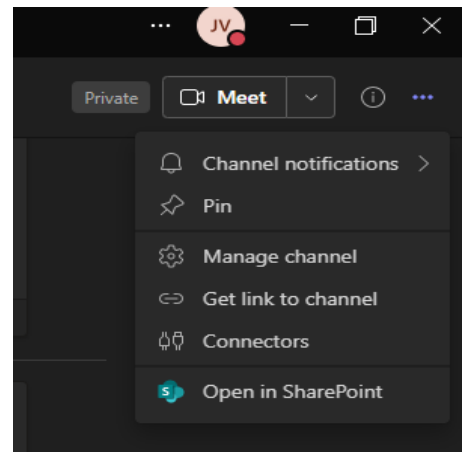 JV
Private Meet
Channel notifications
Pin
Manage channel
Get link to channel
Connectors
S Open in SharePoint